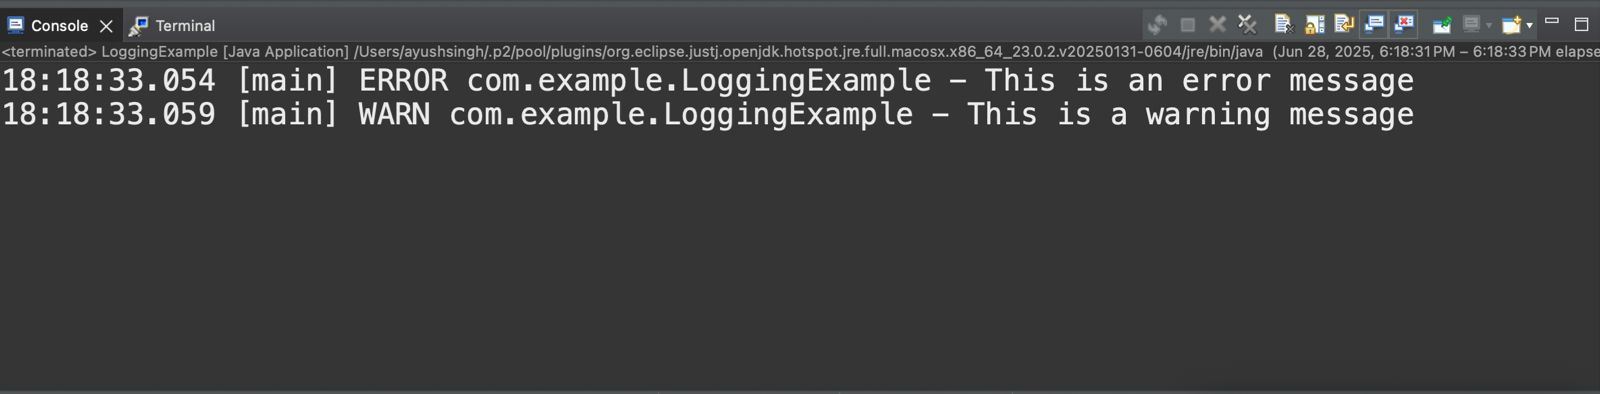 Console Terminal
<terminated> LoggingExample [Java Application] /Users/ayushsingh/.p2/pool/plugins/org.eclipse.justj.openjdk.hotspot.jre.full.macosx.x86_64_23.0.2.v20250131-0604/jre/bin/java (Jun 28, 2025, 6:18:31 PM – 6:18:33 PM elapse
18:18:33.054 [main] ERROR com.example.LoggingExample – This is an error message
18:18:33.059 [main] WARN com.example.LoggingExample – This is a warning message